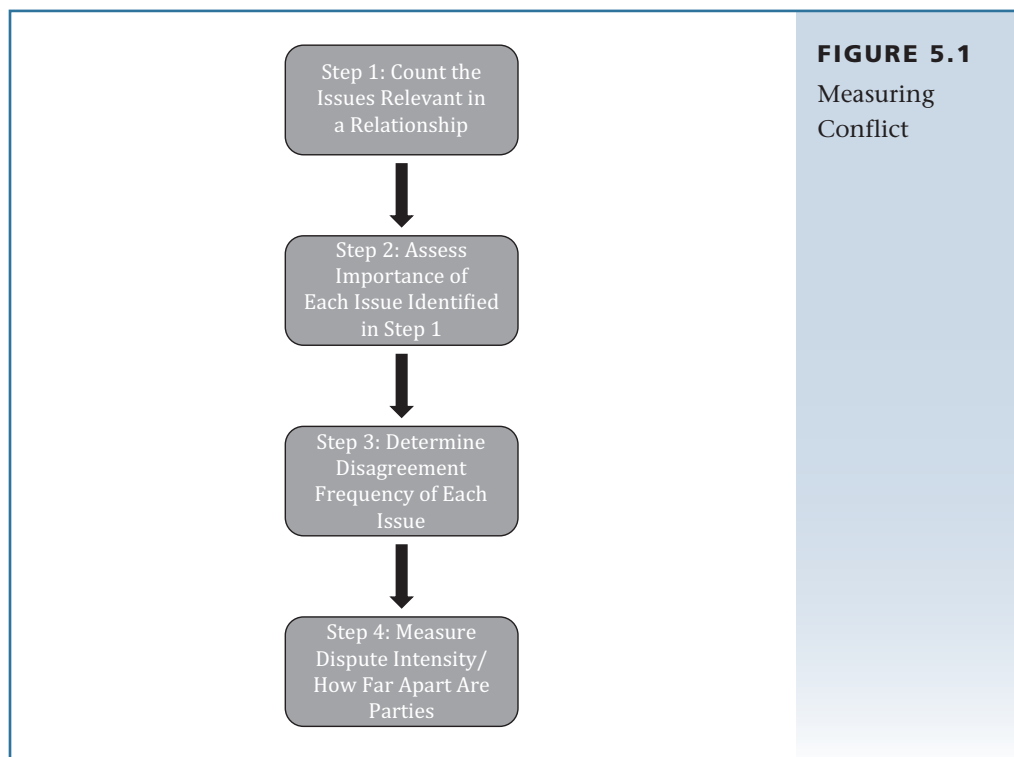 Step 1: Count the
Issues Relevant in
a Relationship
Step 2: Assess
Importance of
Each Issue Identified
in Step 1
Step 3: Determine
Disagreement
Frequency of Each
Issue
Step 4: Measure
Dispute Intensity/
How Far Apart Are
Parties
FIGURE 5.1
Measuring
Conflict